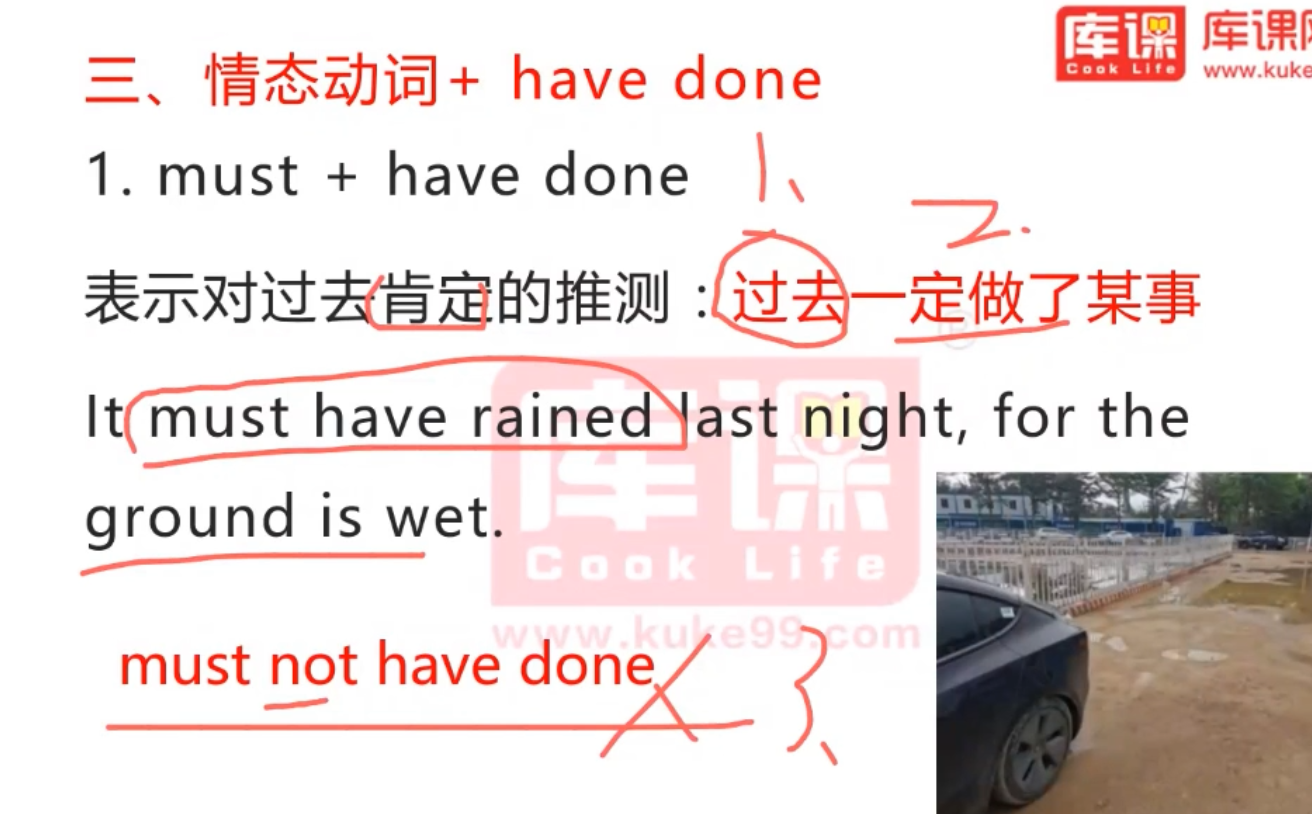 三、情态动词+ have done
库课 库课网
Cook Life www.kuke
1. must + have done
1、
2.
表示对过去肯定的推测：过去一定做了某事
It must have rained last night, for the
ground is wet.
库课
Cook Life
www.kuke99.com
must not have done
3、